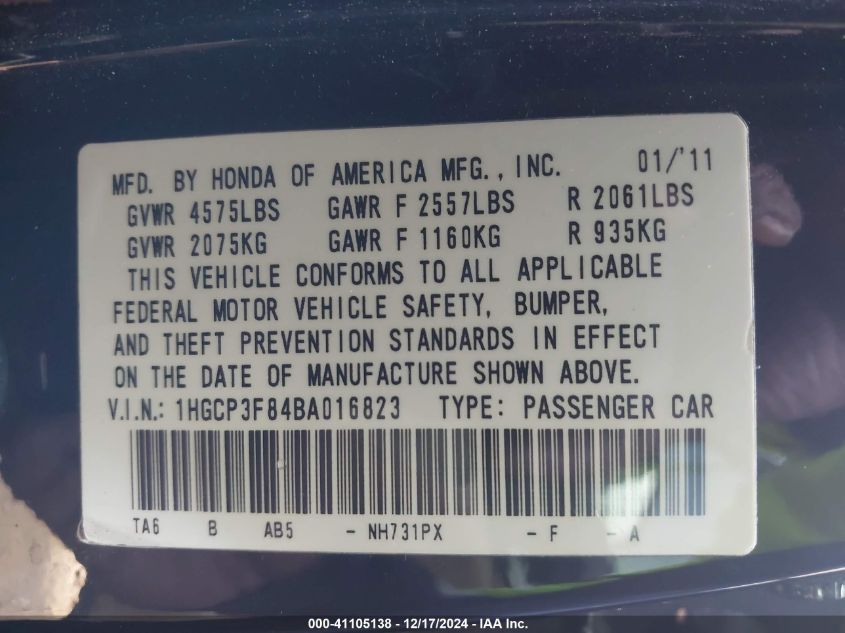 MFD. BY HONDA OF AMERICA MFG., INC. 01/'11
GVWR 4575LBS GAWR F 2557LBS R 2061LBS
GVWR 2075KG GAWR F 1160KG R 935KG
THIS VEHICLE CONFORMS TO ALL APPLICABLE
FEDERAL MOTOR VEHICLE SAFETY, BUMPER,
AND THEFT PREVENTION STANDARDS IN EFFECT
ON THE DATE OF MANUFACTURE SHOWN ABOVE.
V.I.N.: 1HGCP3F84BA016823 TYPE: PASSENGER CAR
TA6 B AB5 - NH731PX - F - A
000-41105138 - 12/17/2024 - IAA Inc.